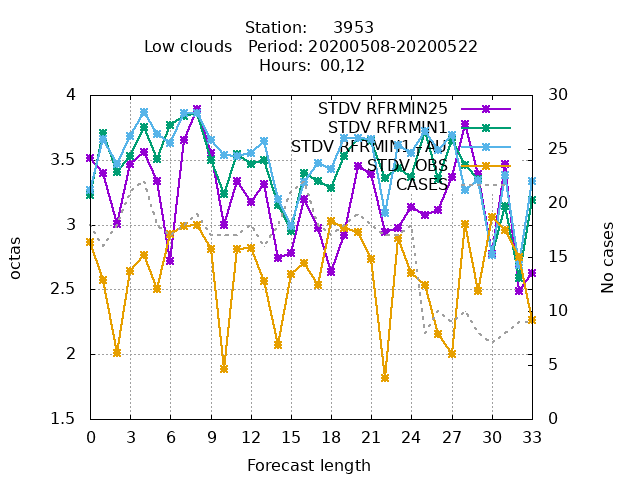 Station:     3953
Low clouds   Period: 20200508-20200522
Hours:  00,12
4
3.5
3
2.5
2
1.5
30
25
20
15
10
5
0
STDV RFRMIN25
STDV RFRMIN1
STDV OBS
CASES
octas
No cases
0 3 6 9 12 15 18 21 24 27 30 33
Forecast length